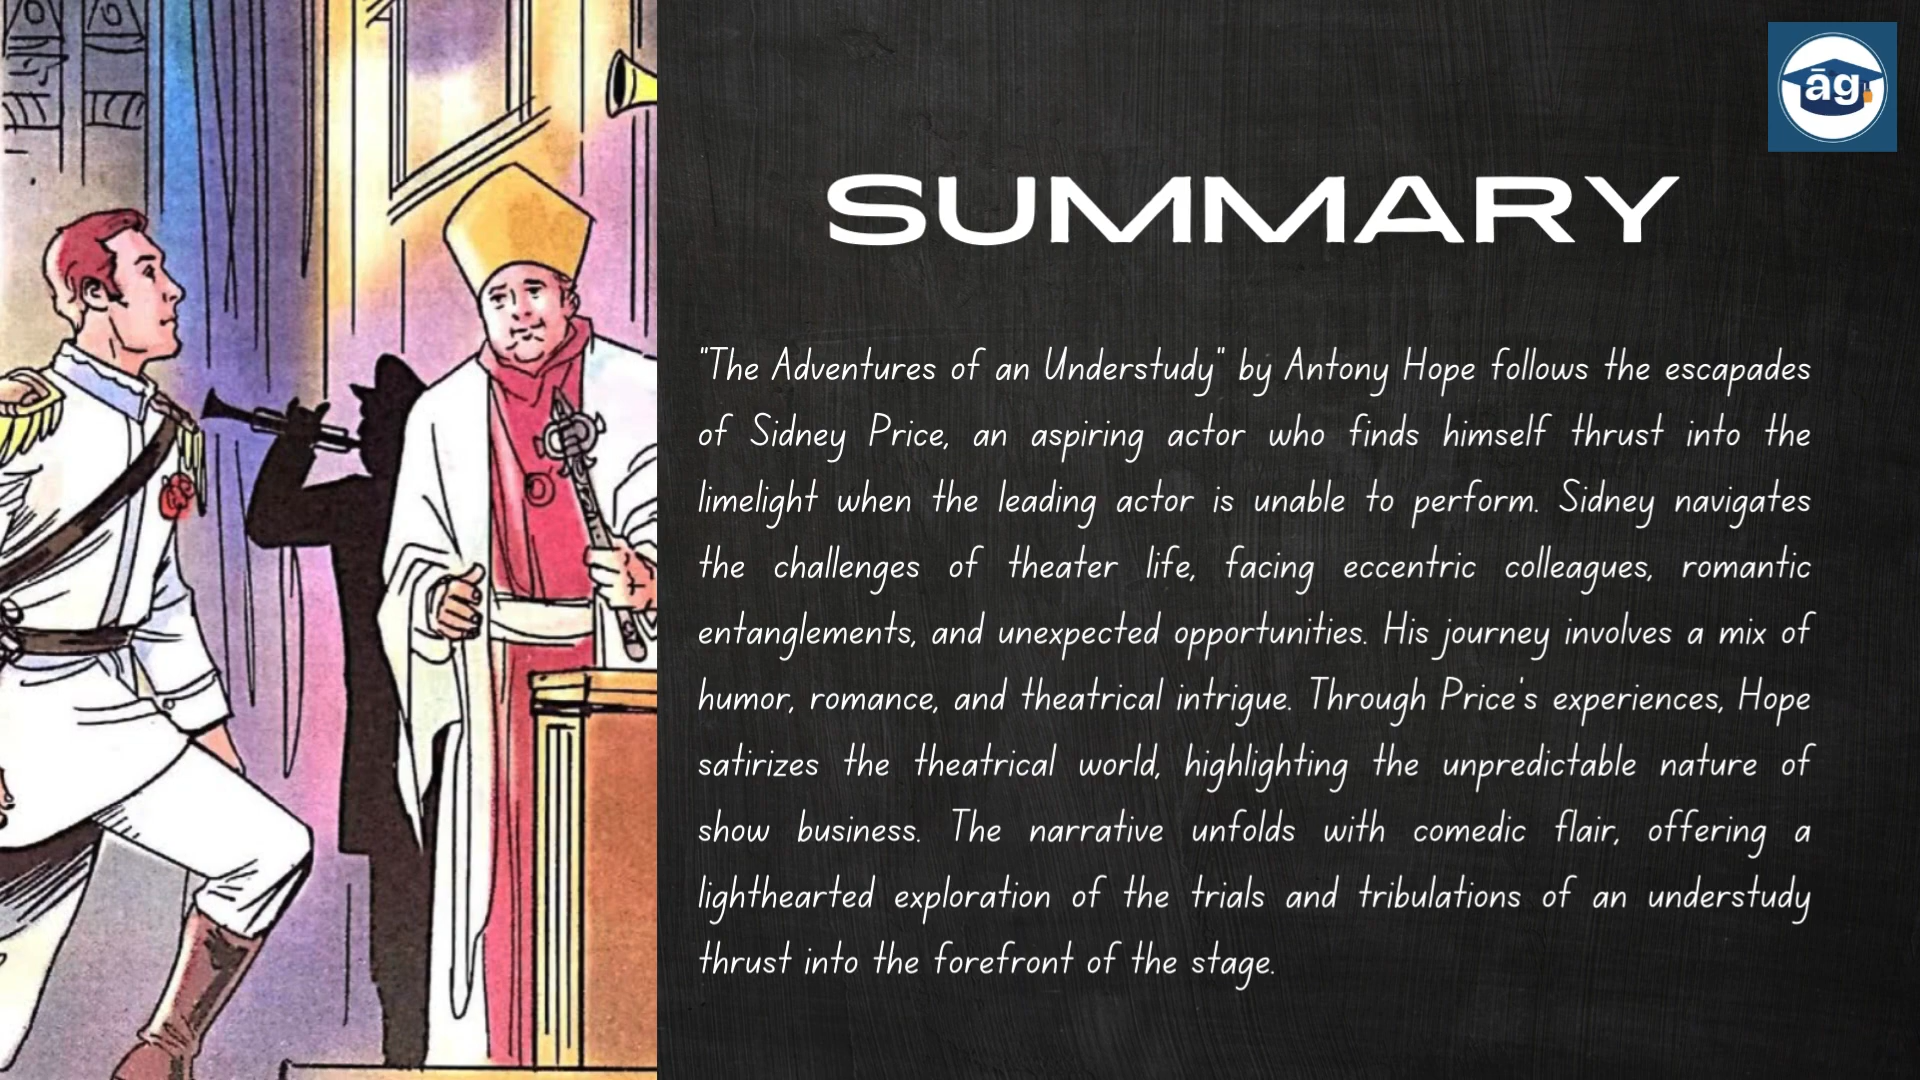 āg
SUMMARY
"The Adventures of an Understudy" by Antony Hope follows the escapades
of Sidney Price, an aspiring actor who finds himself thrust into the
limelight when the leading actor is unable to perform. Sidney navigates
the challenges of theater life, facing eccentric colleagues, romantic
entanglements, and unexpected opportunities. His journey involves a mix of
humor, romance, and theatrical intrigue. Through Price's experiences, Hope
satirizes the theatrical world, highlighting the unpredictable nature of
show business. The narrative unfolds with comedic flair, offering a
lighthearted exploration of the trials and tribulations of an understudy
thrust into the forefront of the stage.